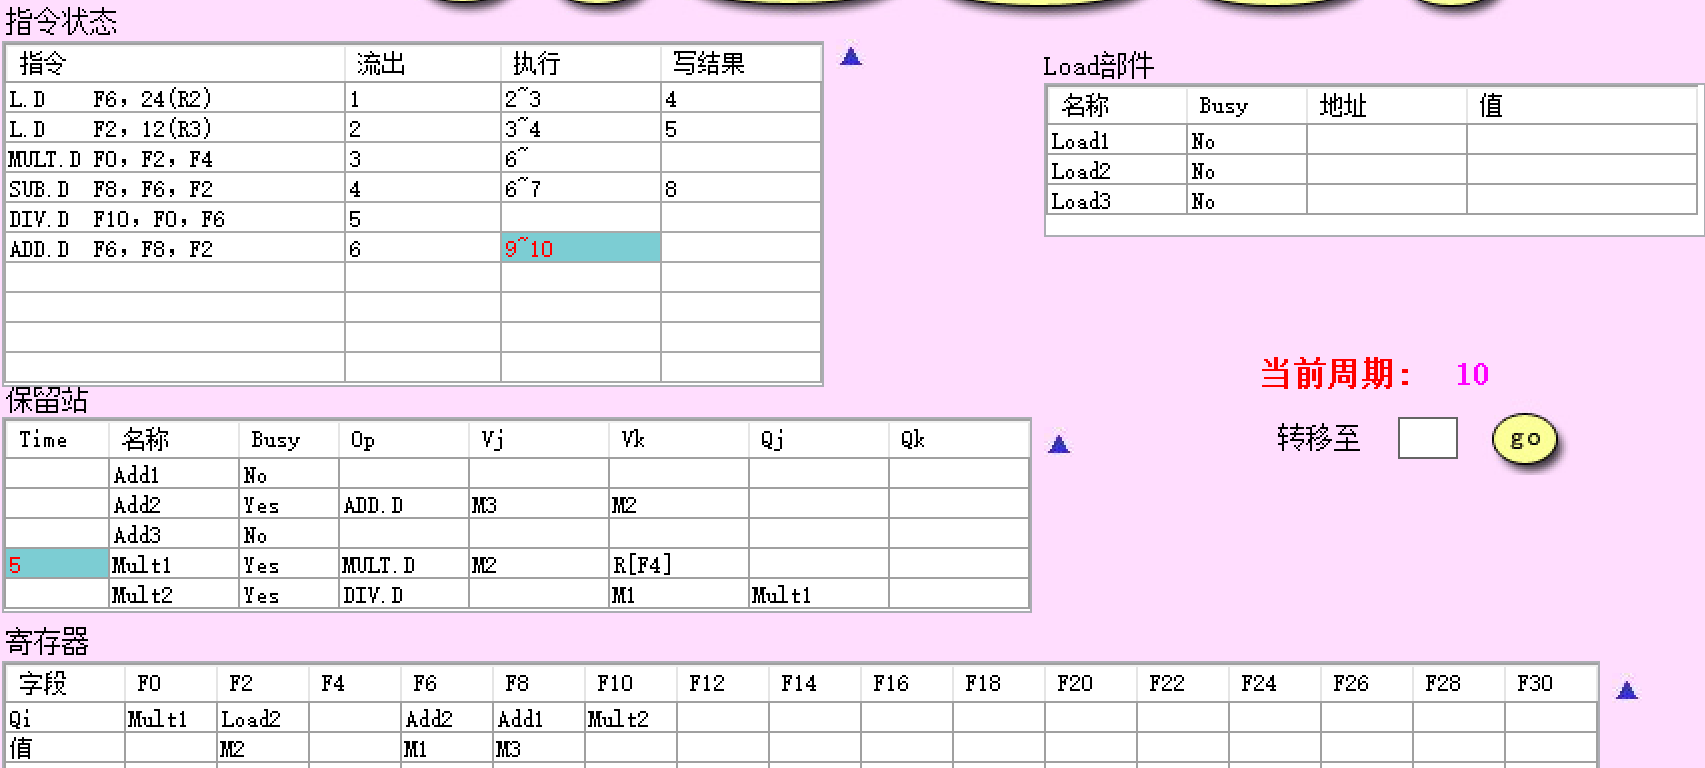 指令状态
指令 流出 执行 写结果
L.D F6, 24(R2) 1 2~3 4
L.D F2, 12(R3) 2 3~4 5
MULT.D F0, F2, F4 3 6~
SUB.D F8, F6, F2 4 6~7 8
DIV.D F10, F0, F6 5
ADD.D F6, F8, F2 6 9~10
Load部件
名称 Busy 地址 值
Load1 No
Load2 No
Load3 No
当前周期: 10
转移至 go
保留站
Time 名称 Busy Op Vj Vk Qj Qk
Add1 No
Add2 Yes ADD.D M3 M2
Add3 No
5 Mult1 Yes MULT.D M2 R[F4]
Mult2 Yes DIV.D M1 Mult1
寄存器
字段 F0 F2 F4 F6 F8 F10 F12 F14 F16 F18 F20 F22 F24 F26 F28 F30
Qi Mult1 Load2 Add2 Add1 Mult2
值 M2 M1 M3